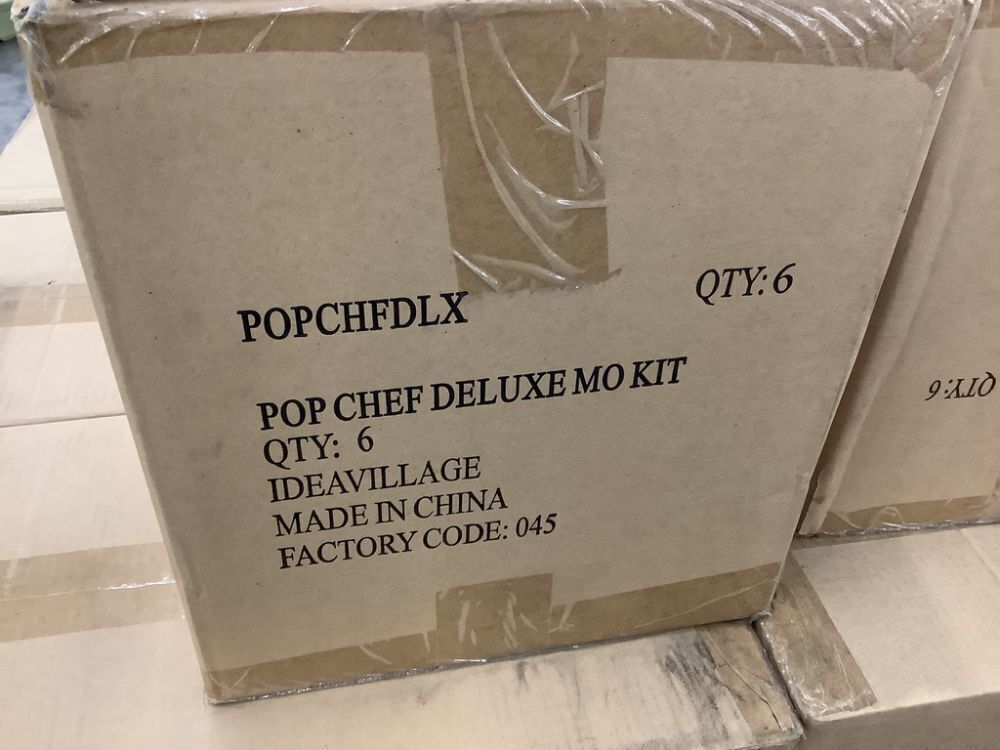 POPCHFDLX
QTY: 6
POP CHEF DELUXE MO KIT
QTY: 6
IDEAVILLAGE
MADE IN CHINA
FACTORY CODE: 045
QTY: 6